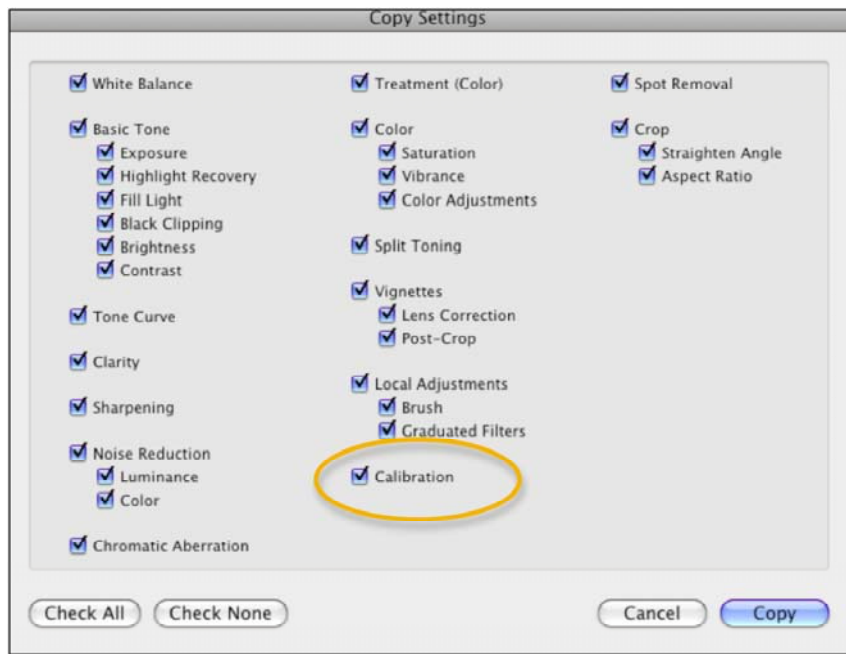 Copy Settings
White Balance
Basic Tone
Exposure
Highlight Recovery
Fill Light
Black Clipping
Brightness
Contrast
Tone Curve
Clarity
Sharpening
Noise Reduction
Luminance
Color
Chromatic Aberration
Treatment (Color)
Color
Saturation
Vibrance
Color Adjustments
Split Toning
Vignettes
Lens Correction
Post-Crop
Local Adjustments
Brush
Graduated Filters
Calibration
Spot Removal
Crop
Straighten Angle
Aspect Ratio
Check All
Check None
Cancel
Copy